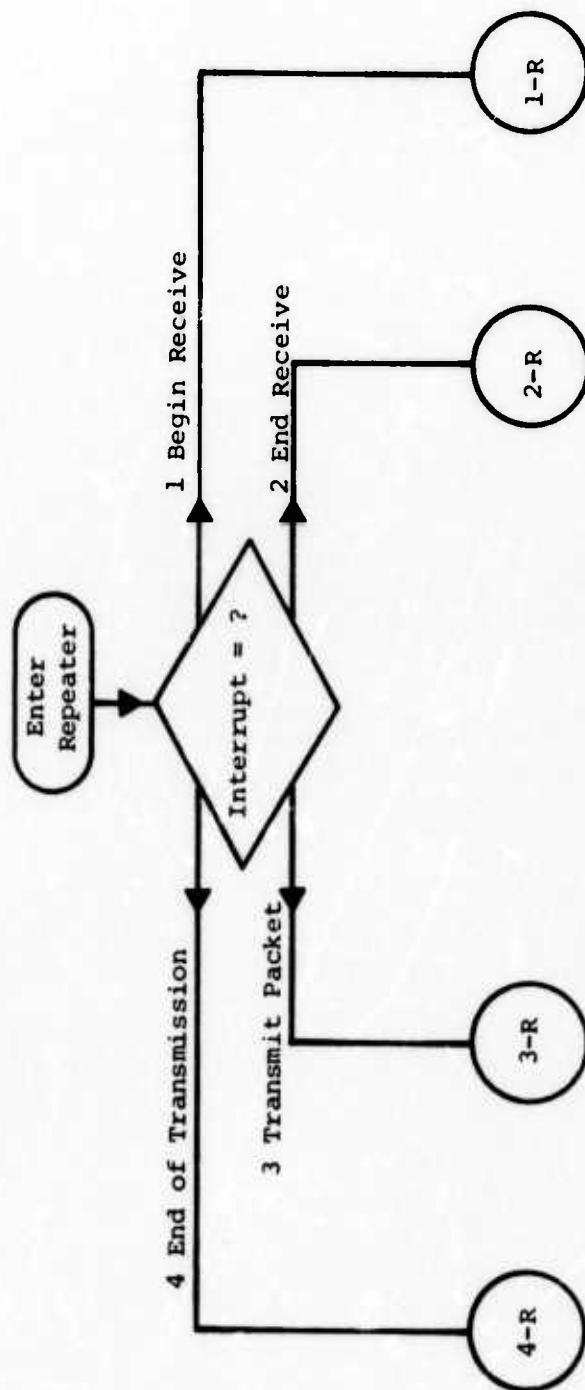 Enter
Repeater
Interrupt = ?
4 End of Transmission
1 Begin Receive
3 Transmit Packet
2 End Receive
4-R
3-R
2-R
1-R